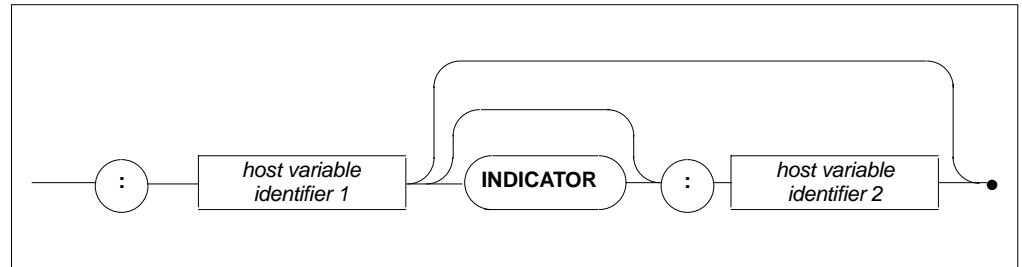 :
host variable
identifier 1
INDICATOR
:
host variable
identifier 2